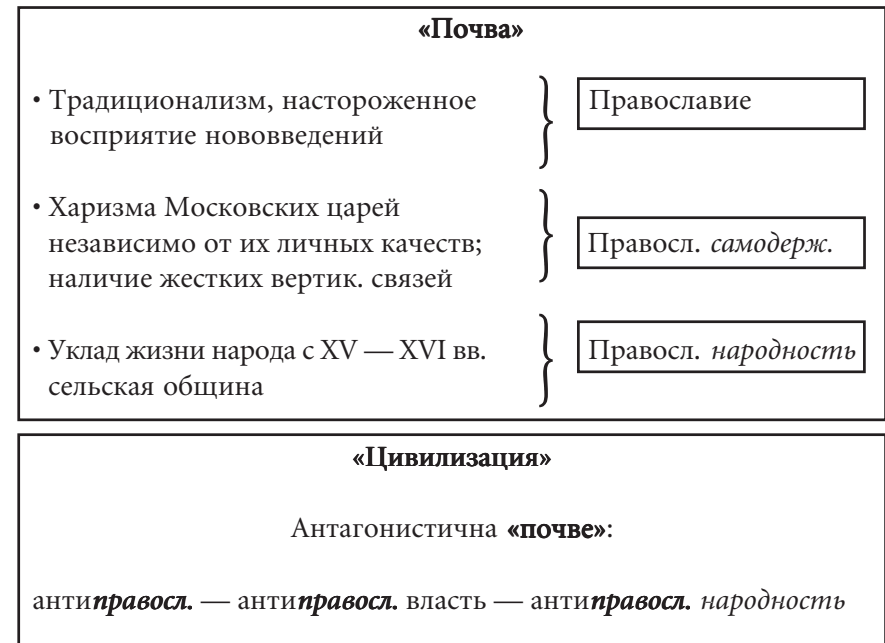 «Почва»
• Традиционализм, настороженное
восприятие нововведений
Православие
• Харизма Московских царей
независимо от их личных качеств;
наличие жестких вертик. связей
Правосл. самодерж.
• Уклад жизни народа с XV — XVI вв.
сельская община
Правосл. народность
«Цивилизация»
Антагонистична «почве»:
антиправосл. — антиправосл. власть — антиправосл. народность